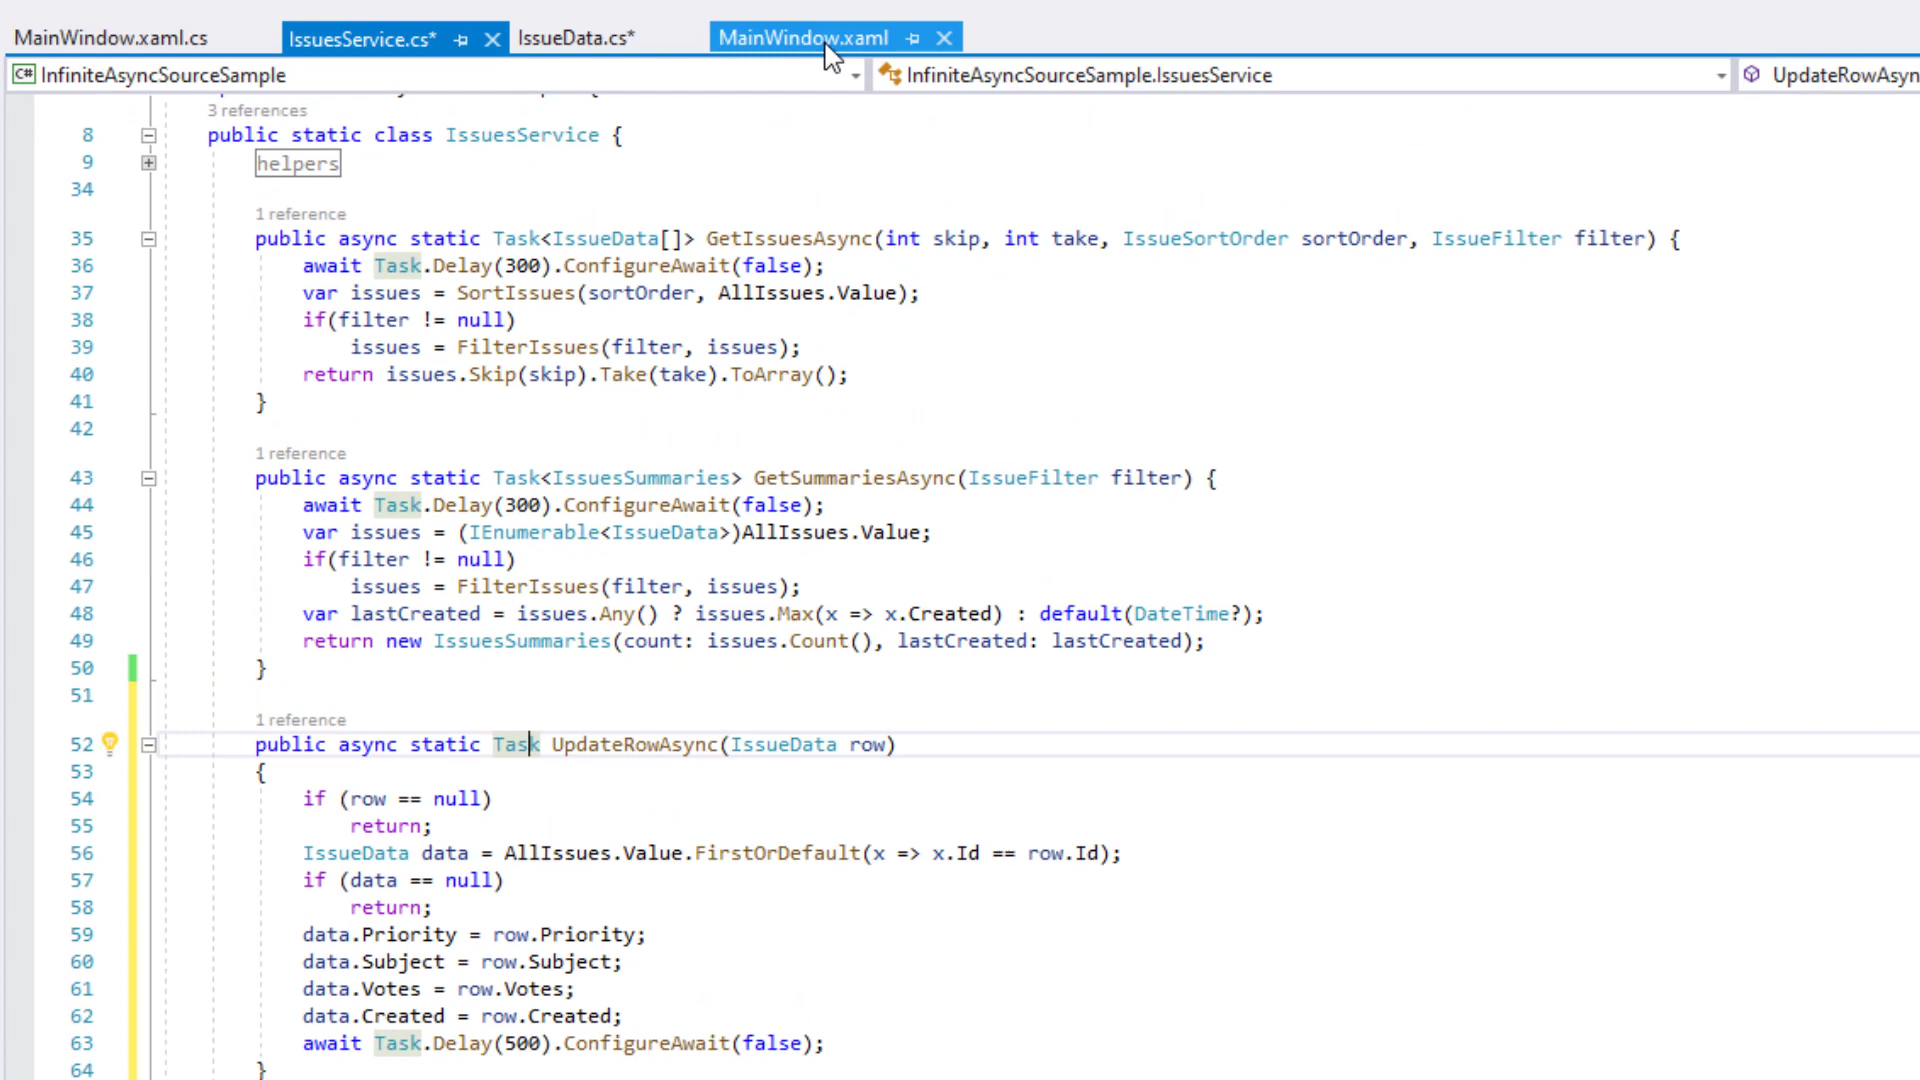 MainWindow.xaml.cs IssuesService.cs* IssueData.cs* MainWindow.xaml
C# InfiniteAsyncSourceSample InfiniteAsyncSourceSample.IssuesService UpdateRowAsyn
3 references
8 public static class IssuesService {
9 helpers
34
1 reference
35 public async static Task<IssueData[]> GetIssuesAsync(int skip, int take, IssueSortOrder sortOrder, IssueFilter filter) {
36 await Task.Delay(300).ConfigureAwait(false);
37 var issues = SortIssues(sortOrder, AllIssues.Value);
38 if(filter != null)
39 issues = FilterIssues(filter, issues);
40 return issues.Skip(skip).Take(take).ToArray();
41 }
42
1 reference
43 public async static Task<IssuesSummaries> GetSummariesAsync(IssueFilter filter) {
44 await Task.Delay(300).ConfigureAwait(false);
45 var issues = (IEnumerable<IssueData>)AllIssues.Value;
46 if(filter != null)
47 issues = FilterIssues(filter, issues);
48 var lastCreated = issues.Any() ? issues.Max(x => x.Created) : default(DateTime?);
49 return new IssuesSummaries(count: issues.Count(), lastCreated: lastCreated);
50 }
51
1 reference
52 public async static Task UpdateRowAsync(IssueData row)
53 {
54 if (row == null)
55 return;
56 IssueData data = AllIssues.Value.FirstOrDefault(x => x.Id == row.Id);
57 if (data == null)
58 return;
59 data.Priority = row.Priority;
60 data.Subject = row.Subject;
61 data.Votes = row.Votes;
62 data.Created = row.Created;
63 await Task.Delay(500).ConfigureAwait(false);
64 }